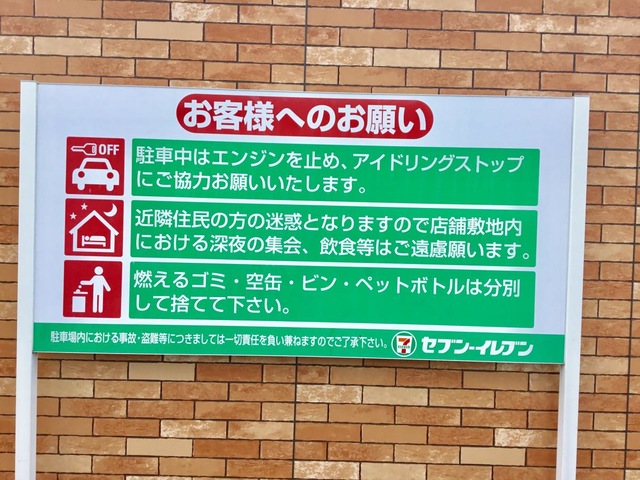 お客様へのお願い
OFF
駐車中はエンジンを止め、アイドリングストップ
にご協力お願いいたします。
近隣住民の方の迷惑となりますので店舗敷地内
における深夜の集会、飲食等はご遠慮願います。
燃えるゴミ・空缶・ビン・ペットボトルは分別
して捨てて下さい。
駐車場内における事故・盗難等につきましては一切責任を負い兼ねますのでご了承下さい。
7 ELEVEN
セブン-イレブン